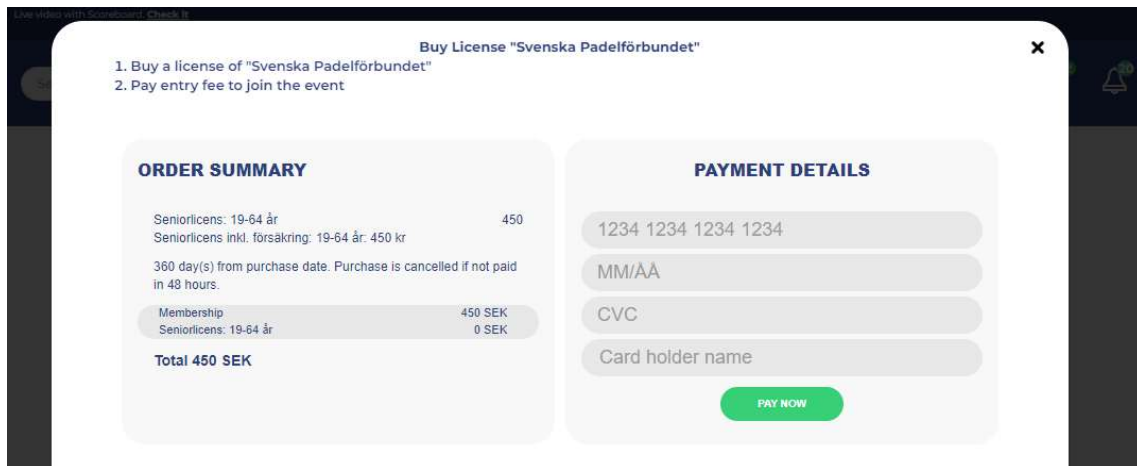 Live video with Scoreboard. Check It
Buy License "Svenska Padelförbundet"
1. Buy a license of "Svenska Padelförbundet"
2. Pay entry fee to join the event
20
ORDER SUMMARY
Seniorlicens: 19-64 år 450
Seniorlicens inkl. försäkring: 19-64 år: 450 kr
360 day(s) from purchase date. Purchase is cancelled if not paid
in 48 hours.
Membership 450 SEK
Seniorlicens: 19-64 år 0 SEK
Total 450 SEK
PAYMENT DETAILS
1234 1234 1234 1234
MM/ÅÅ
CVC
Card holder name
PAY NOW